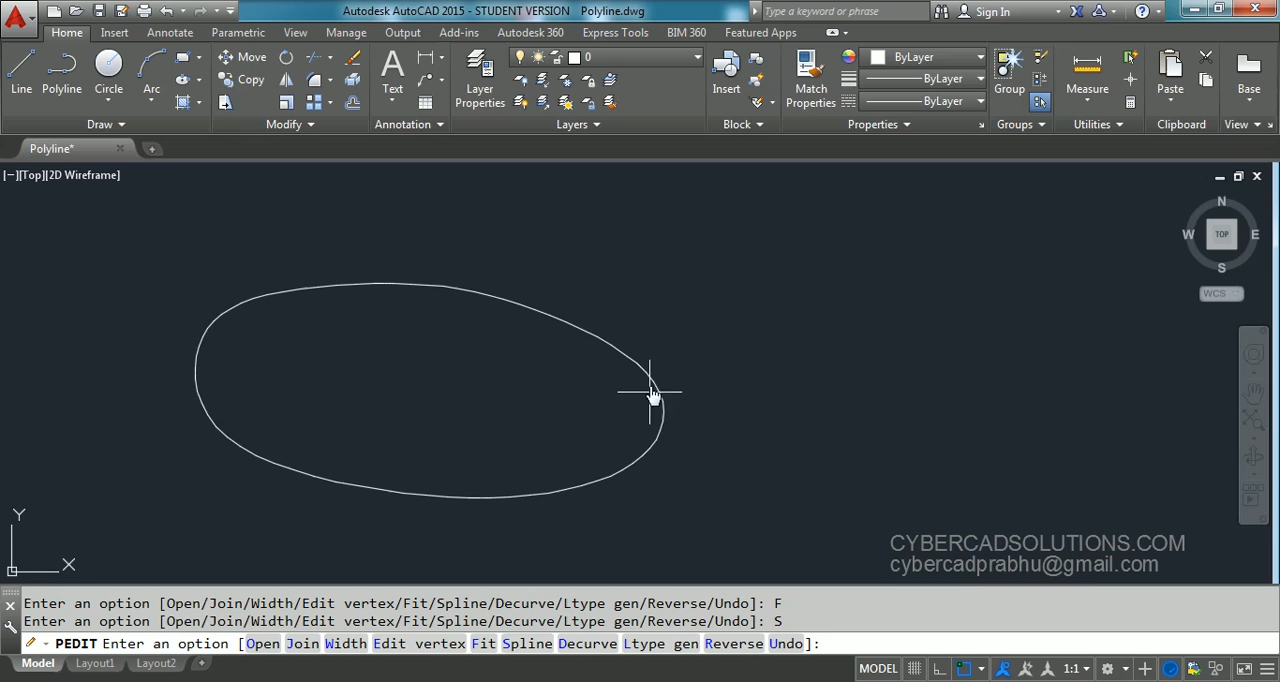 Autodesk AutoCAD 2015 - STUDENT VERSION Polyline.dwg
Type a keyword or phrase
Sign In
Home Insert Annotate Parametric View Manage Output Add-ins Autodesk 360 Express Tools BIM 360 Featured Apps
Line Polyline Circle Arc
Move
Copy
Text
Layer Properties
0
Insert
Match Properties
ByLayer
ByLayer
ByLayer
Group
Measure
Paste
Base
Draw Modify Annotation Layers Block Properties Groups Utilities Clipboard View
Polyline*
[−][Top][2D Wireframe]
N
W TOP E
S
WCS
Y
X
CYBERCADSOLUTIONS.COM
cybercadprabhu@gmail.com
Enter an option [Open/Join/Width/Edit vertex/Fit/Spline/Decurve/Ltype gen/Reverse/Undo]: F
Enter an option [Open/Join/Width/Edit vertex/Fit/Spline/Decurve/Ltype gen/Reverse/Undo]: S
PEDIT Enter an option [Open Join Width Edit vertex Fit Spline Decurve Ltype gen Reverse Undo]:
Model Layout1 Layout2 +
MODEL 1:1